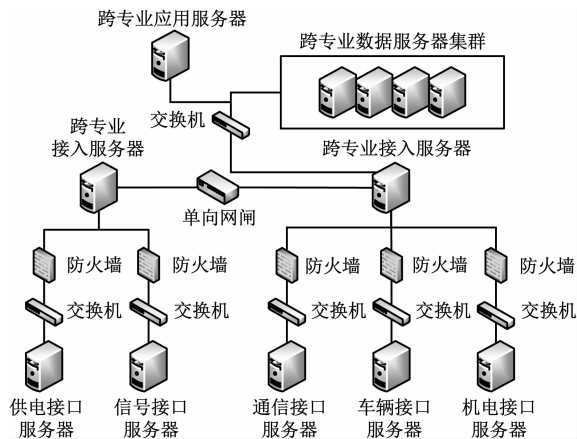 跨专业应用服务器
跨专业数据服务器集群
交换机
跨专业
接入服务器
跨专业接入服务器
单向网闸
防火墙
防火墙
防火墙
防火墙
防火墙
交换机
交换机
交换机
交换机
交换机
供电接口
服务器
信号接口
服务器
通信接口
服务器
车辆接口
服务器
机电接口
服务器